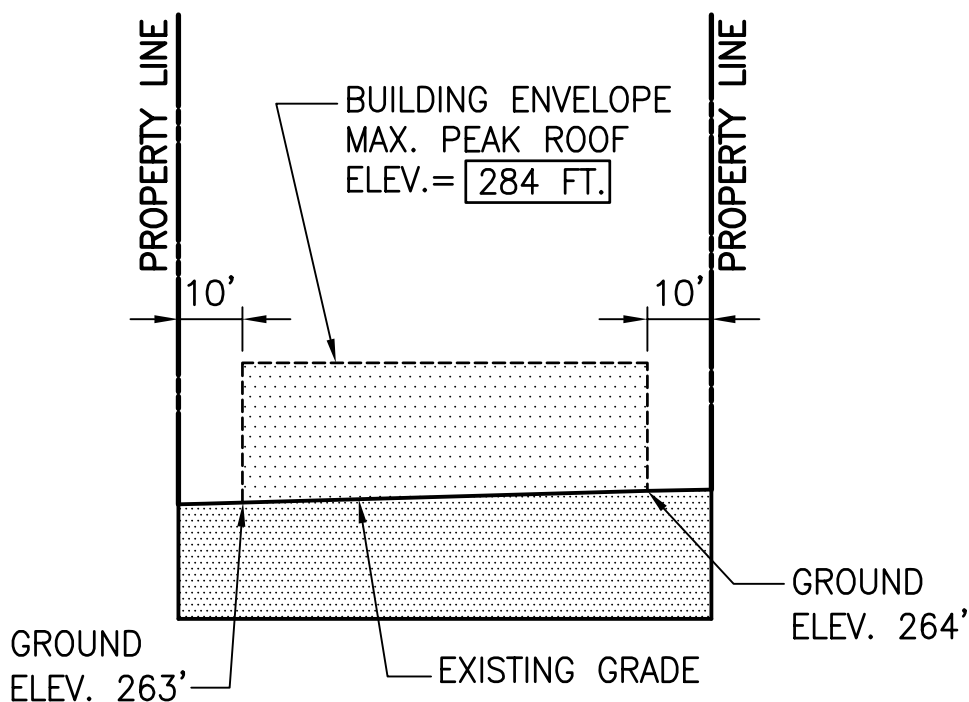 PROPERTY LINE
PROPERTY LINE
BUILDING ENVELOPE
MAX. PEAK ROOF
ELEV.= 284 FT.
10'
10'
GROUND
ELEV. 264'
GROUND
ELEV. 263'
EXISTING GRADE